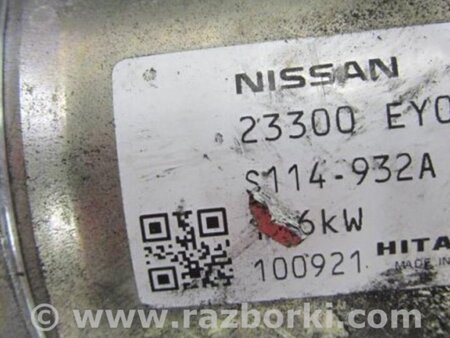 NISSAN
23300 EY0
S114-932A
6kW
HITA
100921
MADE IN
www.razborki.com